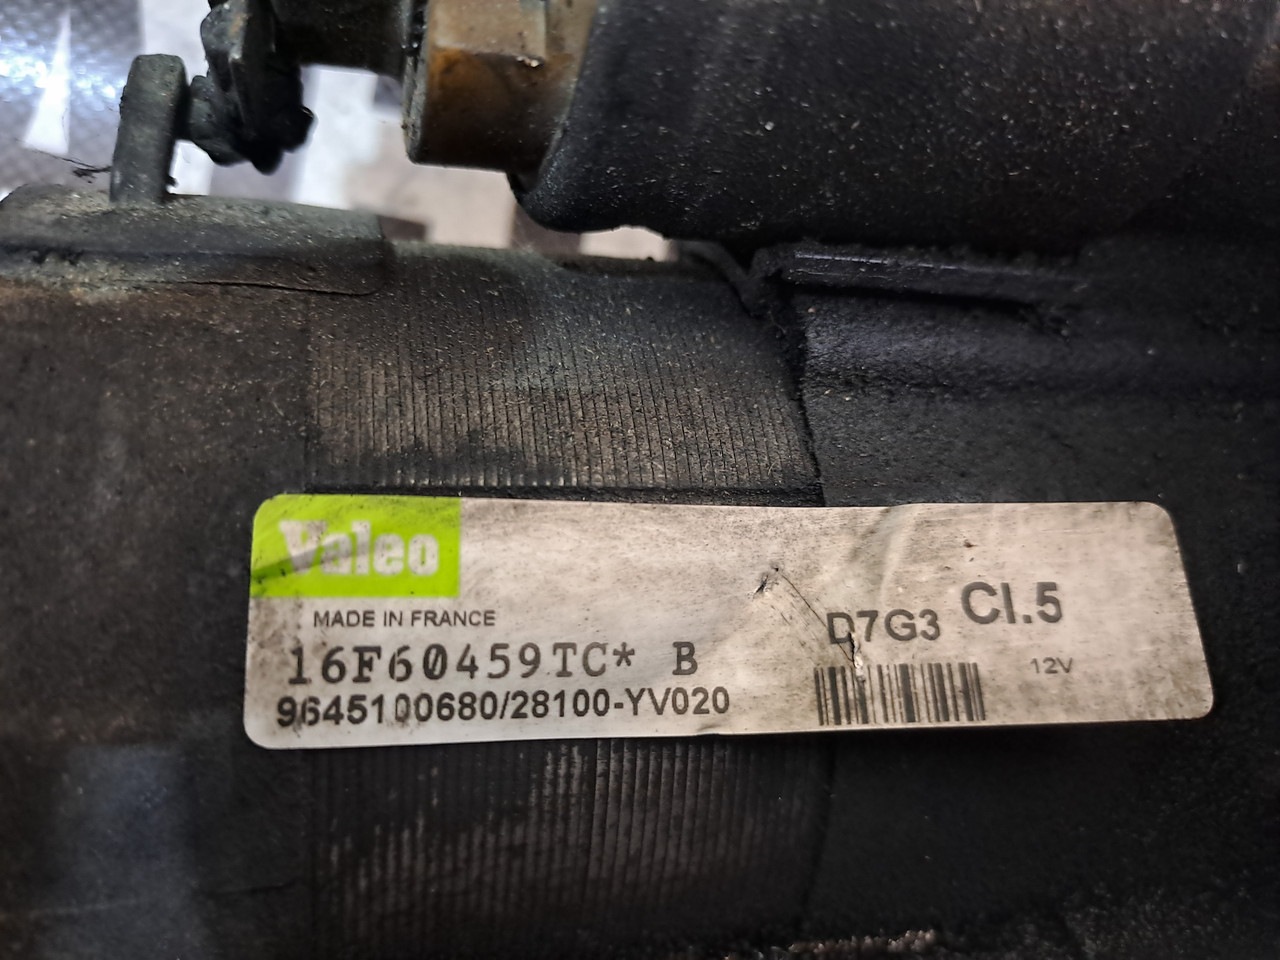 Valeo
MADE IN FRANCE
16F60459TC* B
9645100680/28100-YV020
D7G3 Cl.5
12V